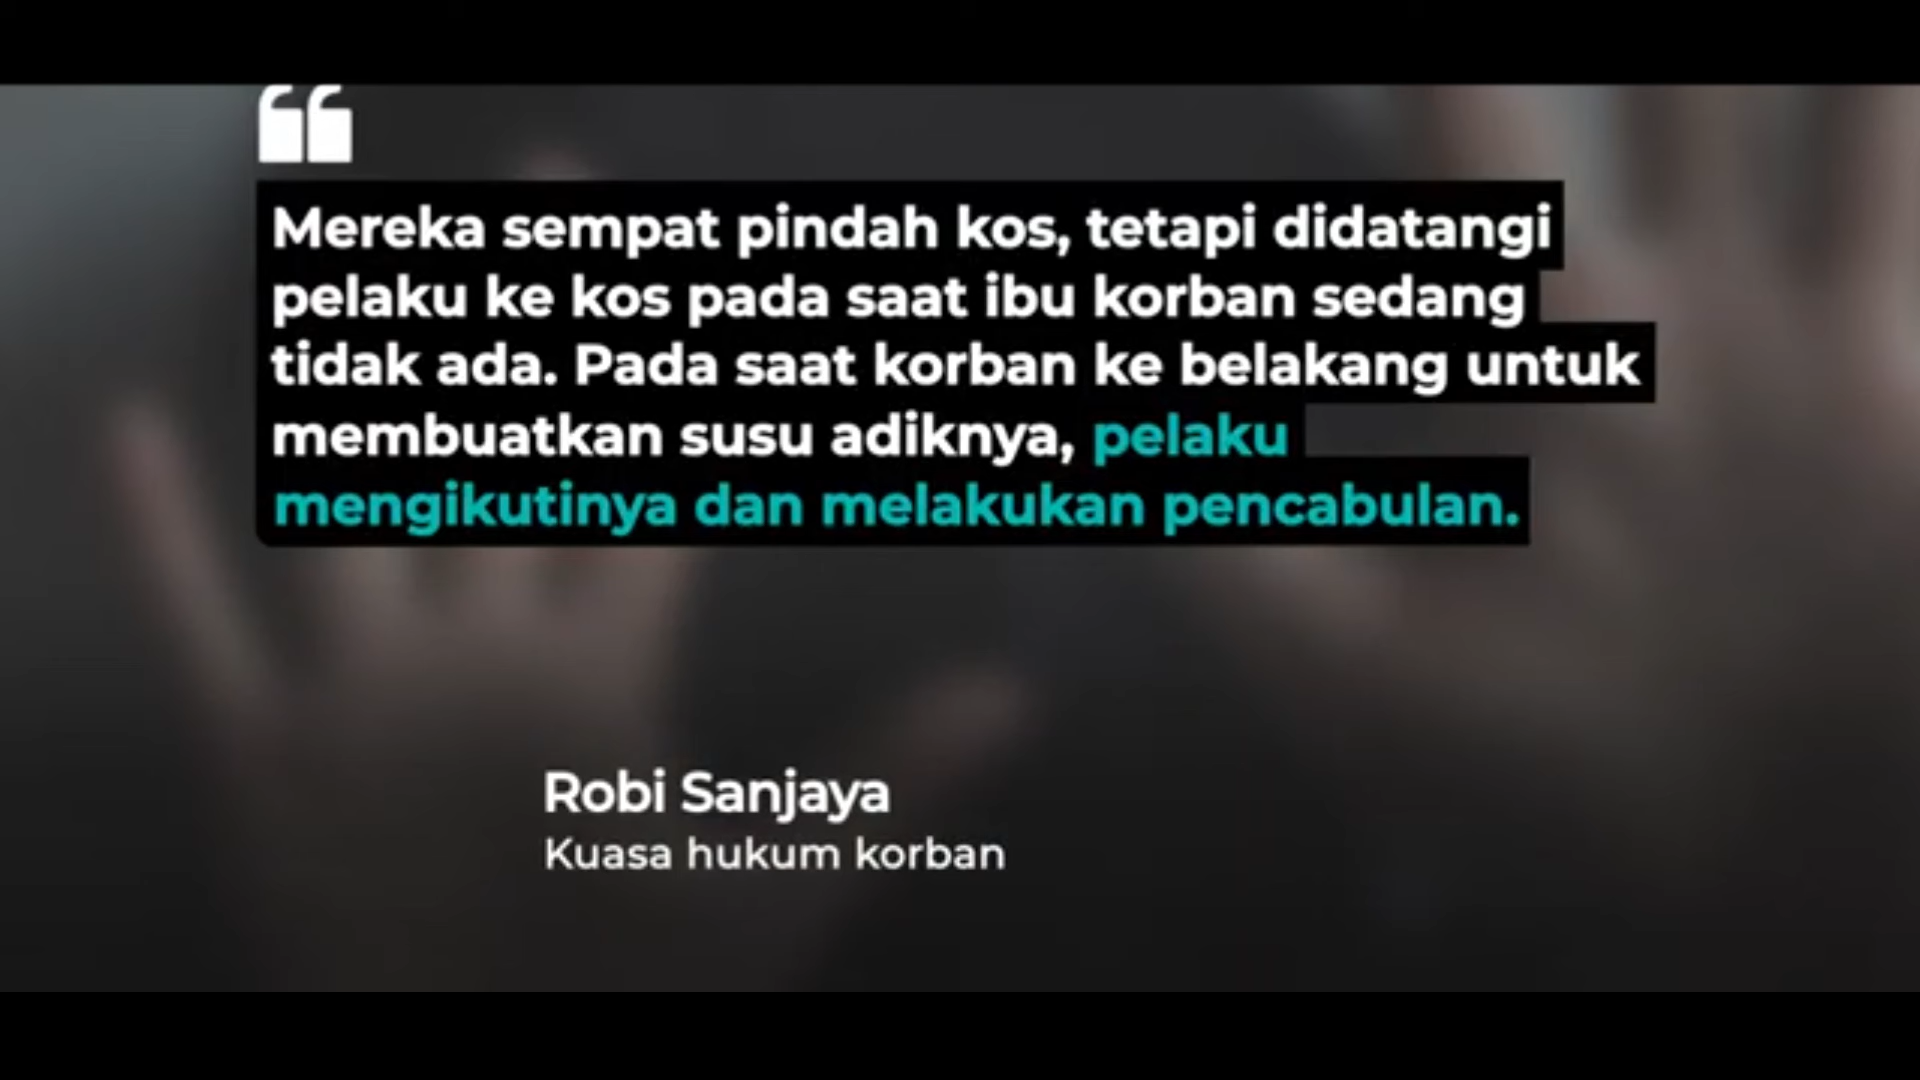 “
Mereka sempat pindah kos, tetapi didatangi
pelaku ke kos pada saat ibu korban sedang
tidak ada. Pada saat korban ke belakang untuk
membuatkan susu adiknya, pelaku
mengikutinya dan melakukan pencabulan.
Robi Sanjaya
Kuasa hukum korban